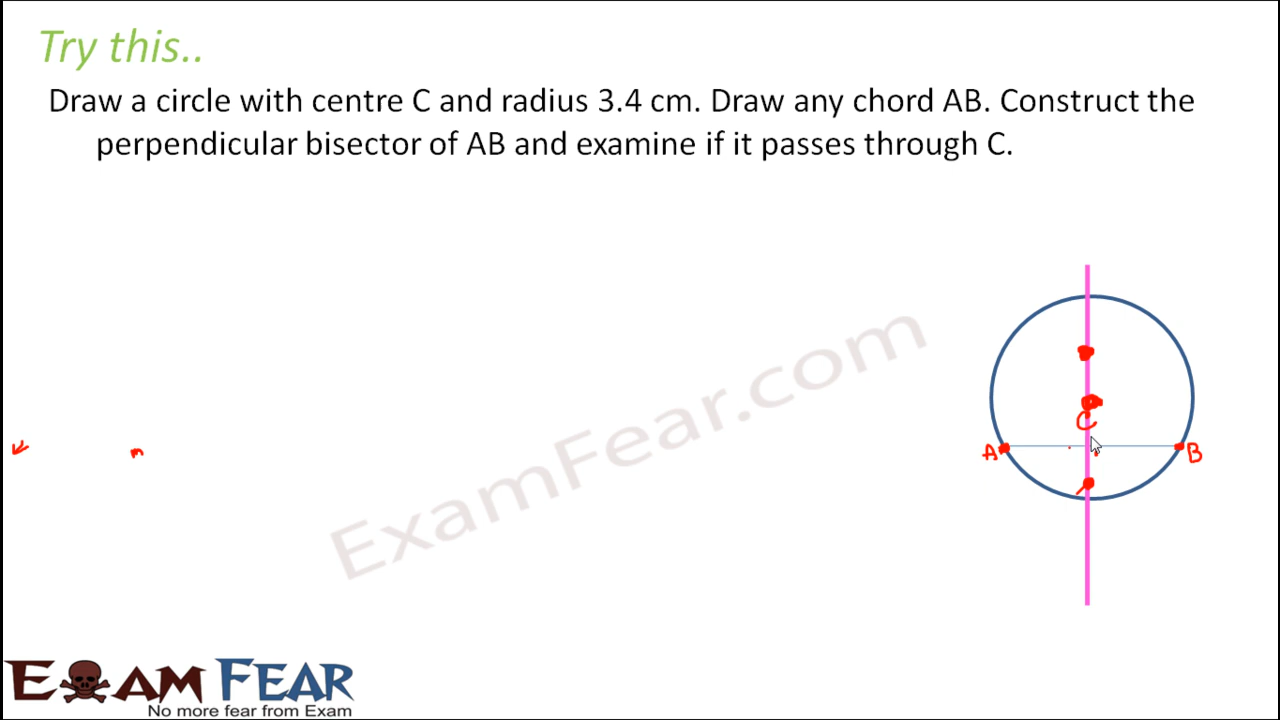 Try this..
Draw a circle with centre C and radius 3.4 cm. Draw any chord AB. Construct the
perpendicular bisector of AB and examine if it passes through C.
ExamFear.com
C
A
B
EXAM FEAR
No more fear from Exam